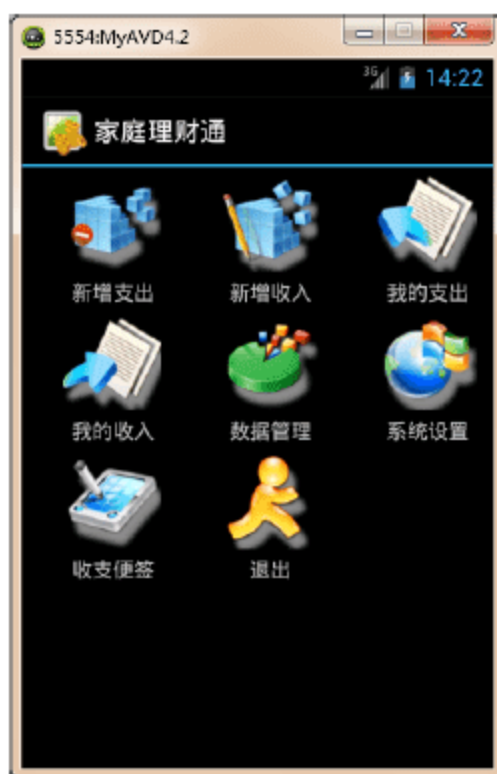 5554:MyAVD4.2
3G 14:22
家庭理财通
新增支出 新增收入 我的支出
我的收入 数据管理 系统设置
收支便签 退出